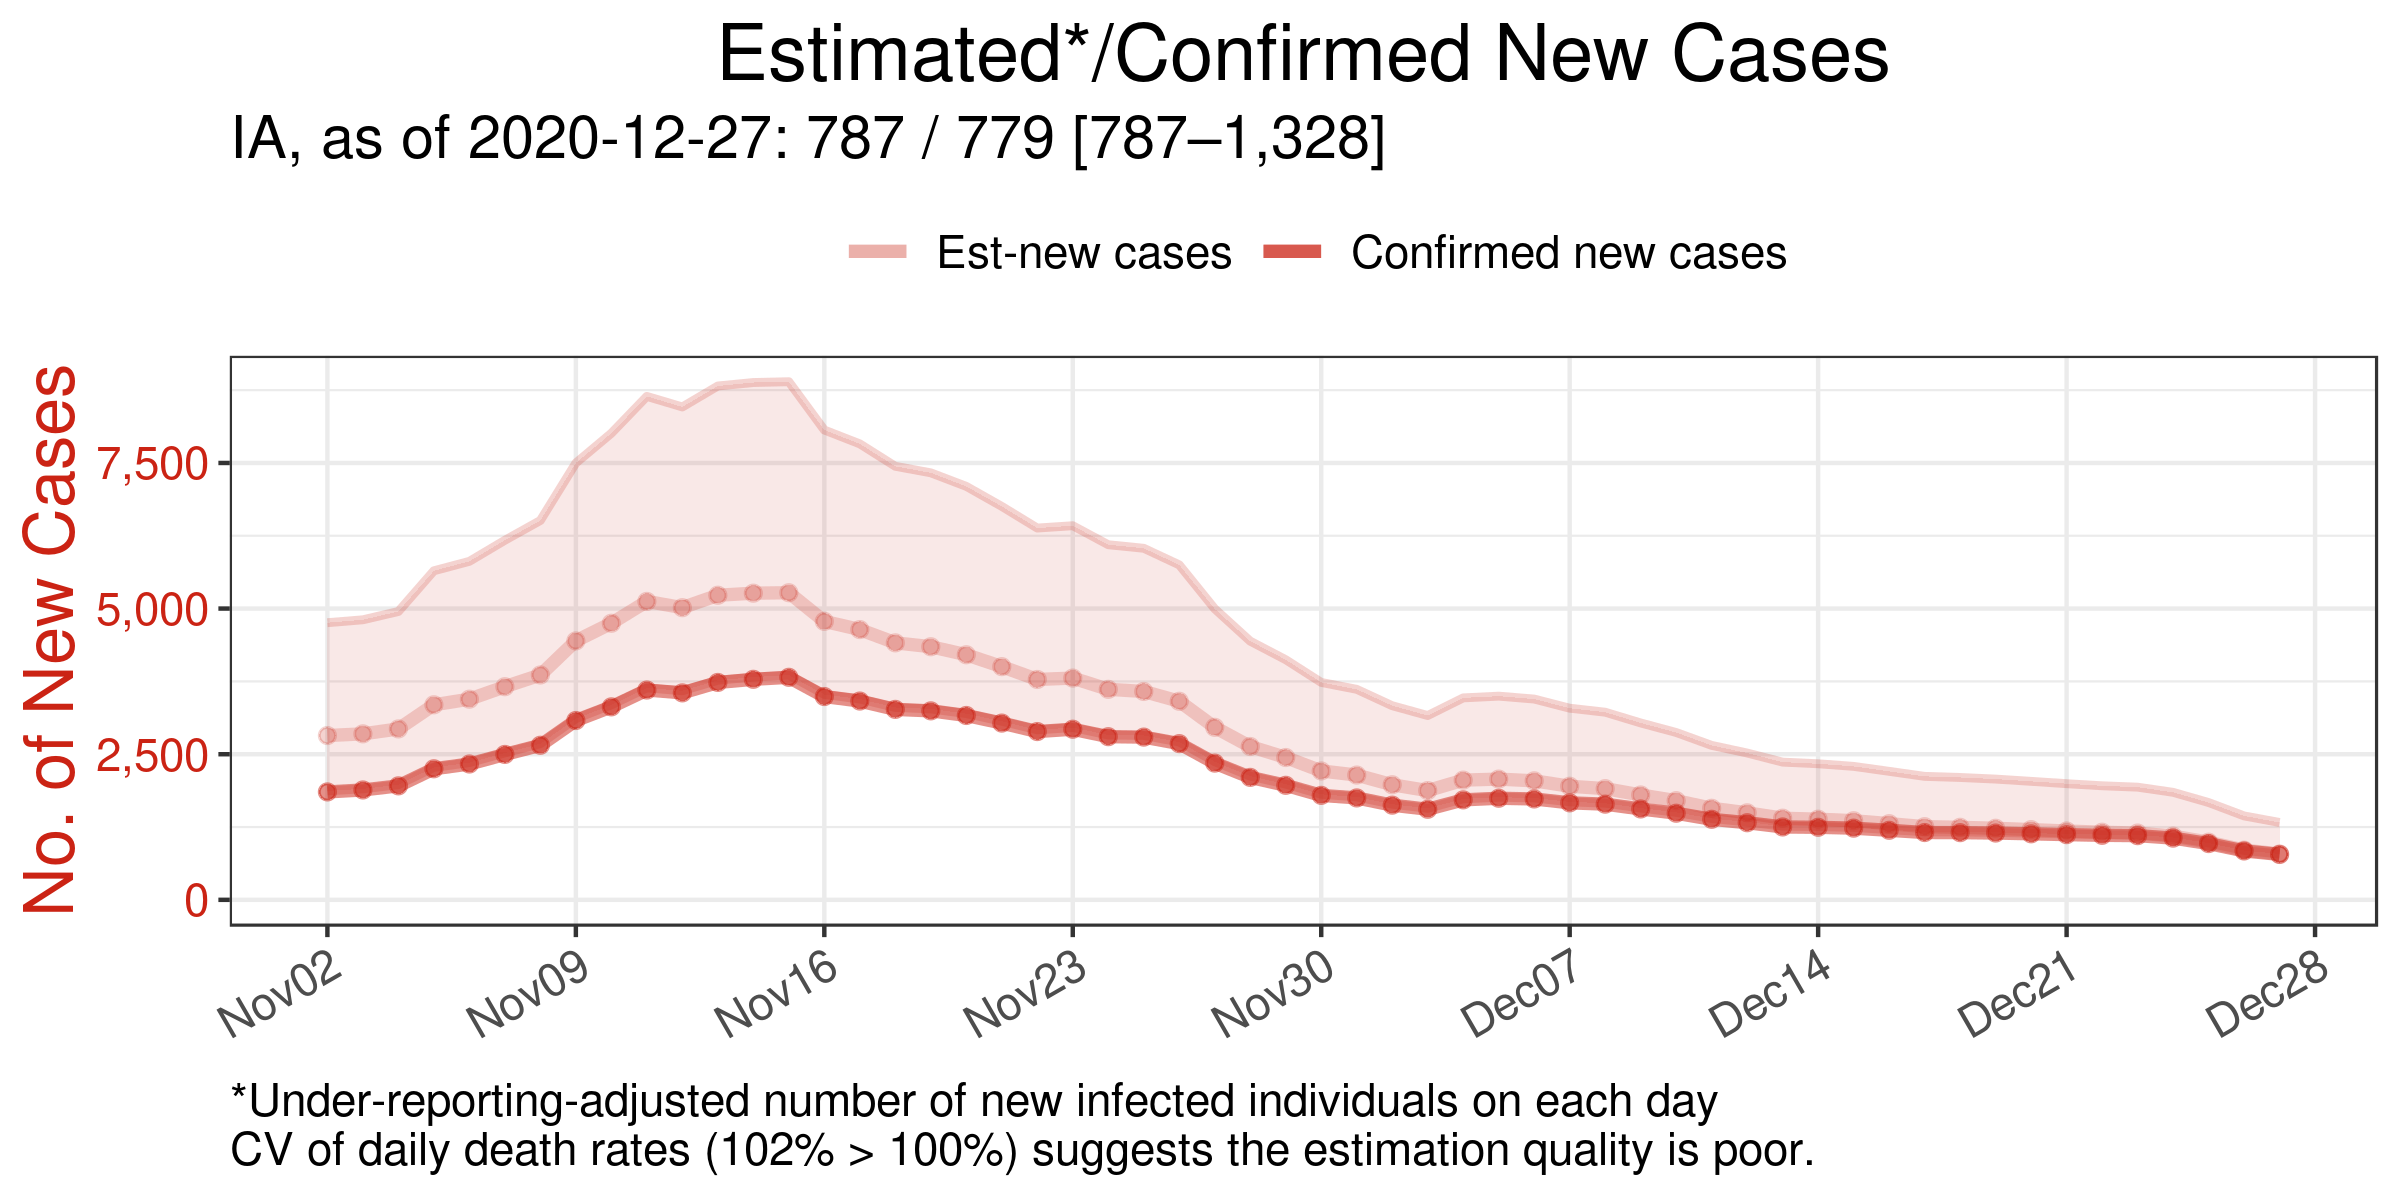 Estimated*/Confirmed New Cases
IA, as of 2020-12-27: 787 / 779 [787–1,328]
Est-new cases
Confirmed new cases
No. of New Cases
7,500
5,000
2,500
0
Nov02
Nov09
Nov16
Nov23
Nov30
Dec07
Dec14
Dec21
Dec28
*Under-reporting-adjusted number of new infected individuals on each day
CV of daily death rates (102% > 100%) suggests the estimation quality is poor.